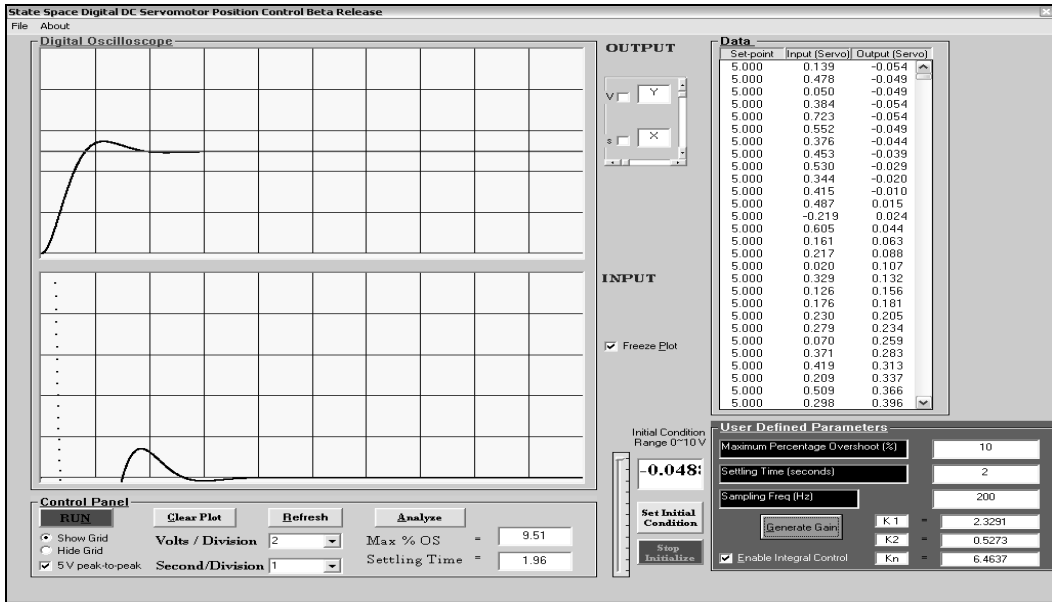 State Space Digital DC Servomotor Position Control Beta Release
File About
Digital Oscilloscope
OUTPUT
V Y
s X
INPUT
Freeze Plot
Data
Set-point Input (Servo) Output (Servo)
5.000 0.139 -0.054
5.000 0.478 -0.049
5.000 0.050 -0.049
5.000 0.384 -0.054
5.000 0.723 -0.054
5.000 0.552 -0.049
5.000 0.376 -0.044
5.000 0.453 -0.039
5.000 0.530 -0.029
5.000 0.344 -0.020
5.000 0.415 -0.010
5.000 0.487 0.015
5.000 -0.219 0.024
5.000 0.605 0.044
5.000 0.161 0.063
5.000 0.217 0.088
5.000 0.020 0.107
5.000 0.329 0.132
5.000 0.126 0.156
5.000 0.176 0.181
5.000 0.230 0.205
5.000 0.279 0.234
5.000 0.070 0.259
5.000 0.371 0.283
5.000 0.419 0.313
5.000 0.209 0.337
5.000 0.509 0.366
5.000 0.298 0.396
Initial Condition
Range 0~10 V
-0.048
Set Initial
Condition
Stop
Initialize
User Defined Parameters
Maximum Percentage Overshoot (%) 10
Settling Time (seconds) 2
Sampling Freq (Hz) 200
Generate Gain
K 1 = 2.3291
K2 = 0.5273
Enable Integral Control Kn = 6.4637
Control Panel
RUN Clear Plot Refresh Analyze
Show Grid
Hide Grid
5 V peak-to-peak
Volts / Division 2
Second/Division 1
Max % OS = 9.51
Settling Time = 1.96